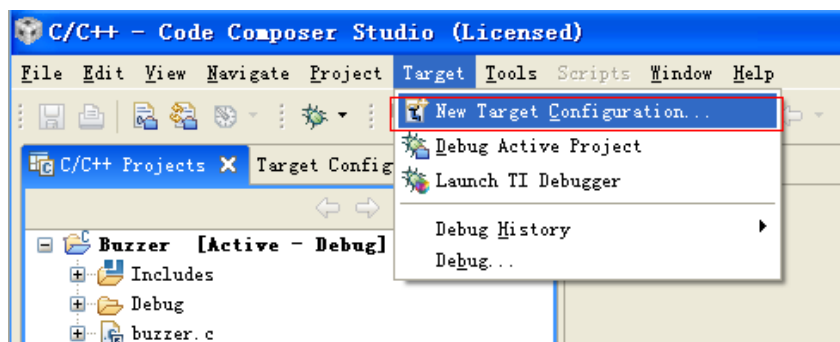 C/C++ - Code Composer Studio (Licensed)
File Edit View Navigate Project Target Tools Scripts Window Help
New Target Configuration...
Debug Active Project
C/C++ Projects Target Config
Launch TI Debugger
Debug History
Buzzer [Active - Debug]
Debug...
Includes
Debug
buzzer.c